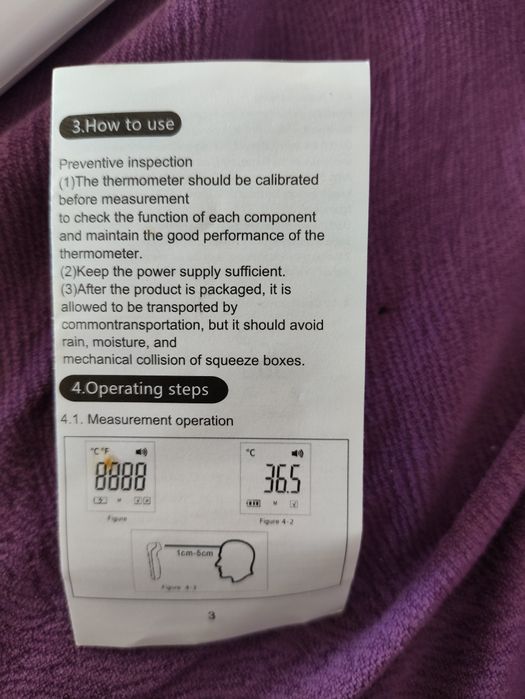 3.How to use
Preventive inspection
(1)The thermometer should be calibrated
before measurement
to check the function of each component
and maintain the good performance of the
thermometer.
(2)Keep the power supply sufficient.
(3)After the product is packaged, it is
allowed to be transported by
commontransportation, but it should avoid
rain, moisture, and
mechanical collision of squeeze boxes.
4.Operating steps
4.1. Measurement operation
°C °F
8888
M
Figure
°C
36.5
M
Figure 4-2
1cm-5cm
Figure 4-3
3